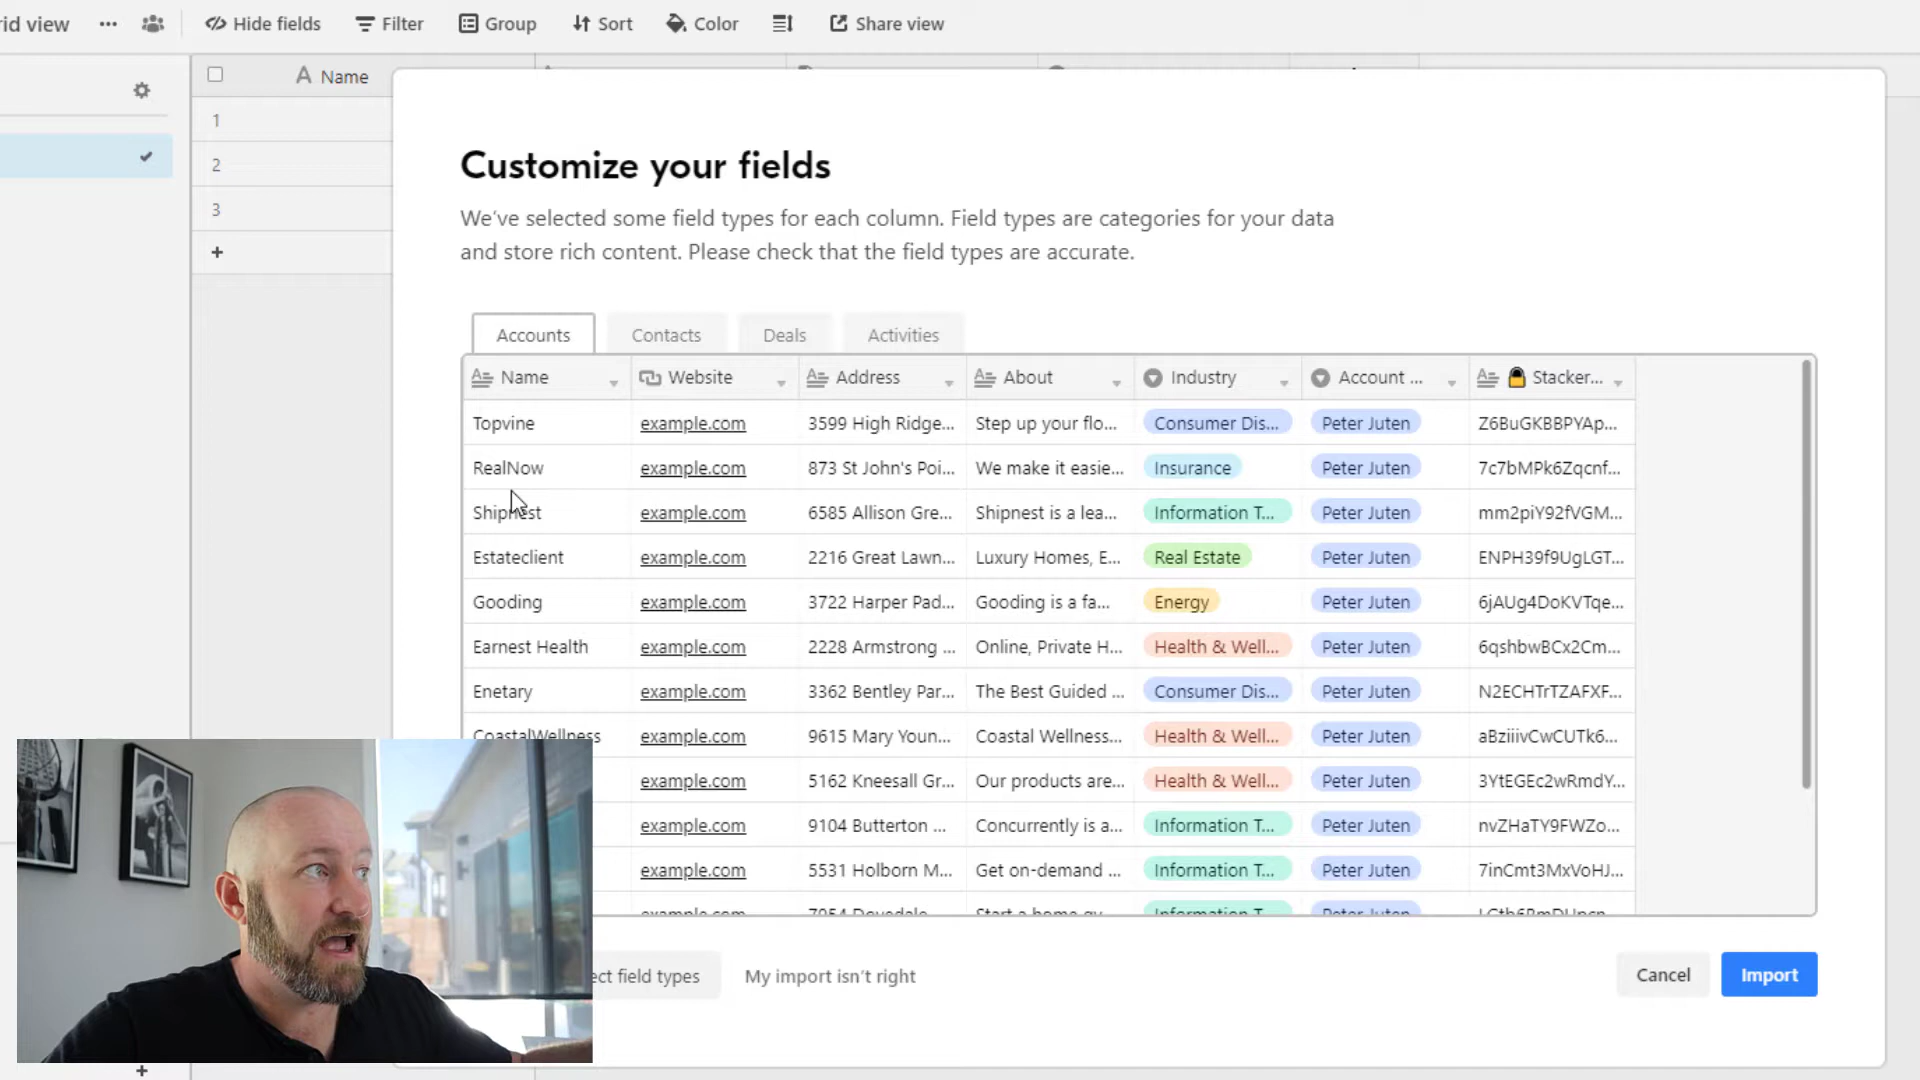 rid view ••• Hide fields Filter Group Sort Color Share view
Name
1
2
3
+
Customize your fields
We've selected some field types for each column. Field types are categories for your data
and store rich content. Please check that the field types are accurate.
Accounts Contacts Deals Activities
Name Website Address About Industry Account ... Stacker...
Topvine example.com 3599 High Ridge... Step up your flo... Consumer Dis... Peter Juten Z6BuGKBBPYAp...
RealNow example.com 873 St John's Poi... We make it easie... Insurance Peter Juten 7c7bMPk6Zqcnf...
Shipnest example.com 6585 Allison Gre... Shipnest is a lea... Information T... Peter Juten mm2piY92fVGM...
Estateclient example.com 2216 Great Lawn... Luxury Homes, E... Real Estate Peter Juten ENPH39f9UgLGT...
Gooding example.com 3722 Harper Pad... Gooding is a fa... Energy Peter Juten 6jAUg4DoKVTqe...
Earnest Health example.com 2228 Armstrong ... Online, Private H... Health & Well... Peter Juten 6qshbwBCx2Cm...
Enetary example.com 3362 Bentley Par... The Best Guided ... Consumer Dis... Peter Juten N2ECHTrTZAFXF...
CoastalWellness example.com 9615 Mary Youn... Coastal Wellness... Health & Well... Peter Juten aBziiivCwCUTk6...
example.com 5162 Kneesall Gr... Our products are... Health & Well... Peter Juten 3YtEGEc2wRmdY...
example.com 9104 Butterton ... Concurrently is a... Information T... Peter Juten nvZHaTY9FWZo...
example.com 5531 Holborn M... Get on-demand ... Information T... Peter Juten 7inCmt3MxVoHJ...
ect field types My import isn't right Cancel Import
+